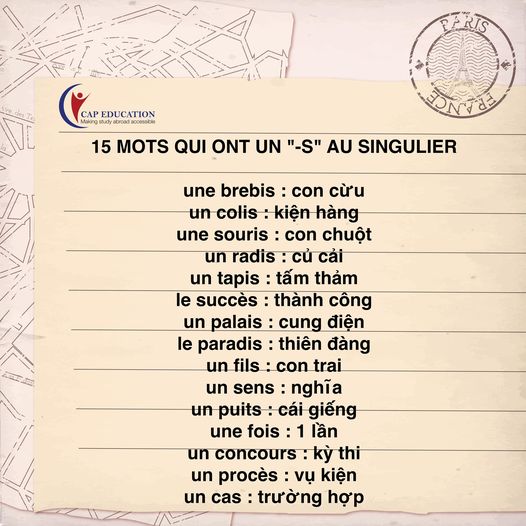 PARIS
FRANCE
CAP EDUCATION
Making study abroad accessible
15 MOTS QUI ONT UN "-S" AU SINGULIER
une brebis : con cừu
un colis : kiện hàng
une souris : con chuột
un radis : củ cải
un tapis : tấm thảm
le succès : thành công
un palais : cung điện
le paradis : thiên đàng
un fils : con trai
un sens : nghĩa
un puits : cái giếng
une fois : 1 lần
un concours : kỳ thi
un procès : vụ kiện
un cas : trường hợp